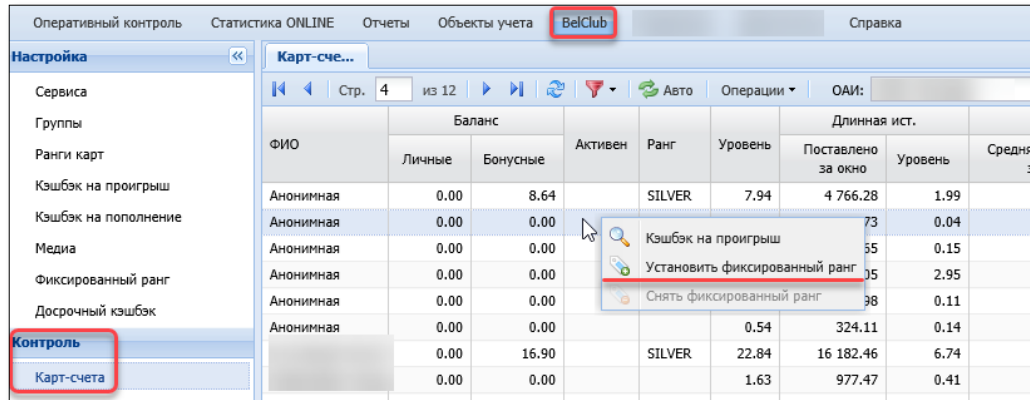 Оперативный контроль Статистика ONLINE Отчеты Объекты учета BelClub Справка
Настройка
Карт-сче...
Сервиса
Стр. 4 из 12 Авто Операции ОАИ:
Группы
Баланс Длинная ист.
Ранги карт
ФИО Личные Бонусные Активен Ранг Уровень Поставлено за окно Уровень
Кэшбэк на проигрыш
Анонимная 0.00 8.64 SILVER 7.94 4 766.28 1.99
Кэшбэк на пополнение
Анонимная 0.00 0.00 73 0.04
Медиа
Анонимная 0.00 0.00 0.15
Фиксированный ранг
Анонимная 0.00 0.00 2.95
Досрочный кэшбэк
Анонимная 0.00 0.00 98 0.11
Анонимная 0.00 0.00 0.54 324.11 0.14
Контроль
0.00 16.90 SILVER 22.84 16 182.46 6.74
Карт-счета
0.00 0.00 1.63 977.47 0.41
Кэшбэк на проигрыш
Установить фиксированный ранг
Снять фиксированный ранг